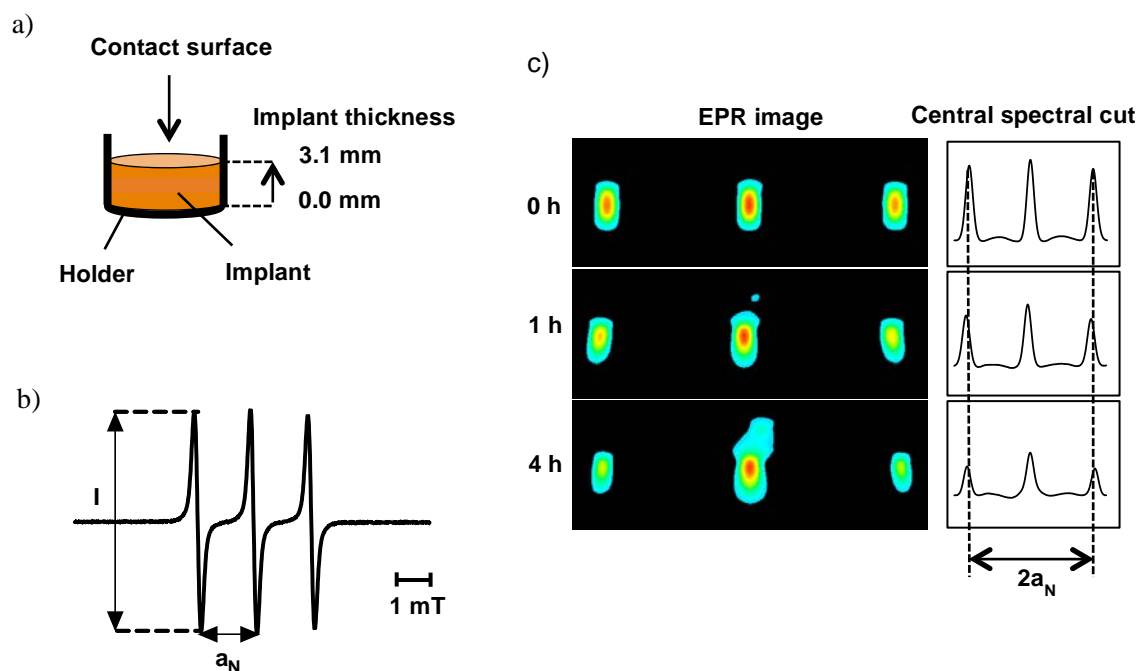 a)
Contact surface
Implant thickness
3.1 mm
0.0 mm
Holder
Implant
b)
I
1 mT
aN
c)
EPR image
Central spectral cut
0 h
1 h
4 h
2aN